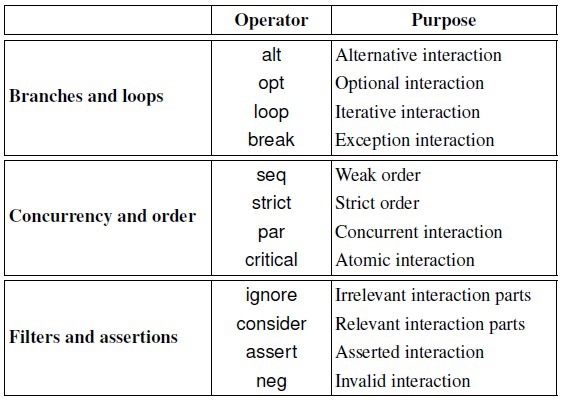 Operator Purpose
Branches and loops
alt Alternative interaction
opt Optional interaction
loop Iterative interaction
break Exception interaction
Concurrency and order
seq Weak order
strict Strict order
par Concurrent interaction
critical Atomic interaction
Filters and assertions
ignore Irrelevant interaction parts
consider Relevant interaction parts
assert Asserted interaction
neg Invalid interaction